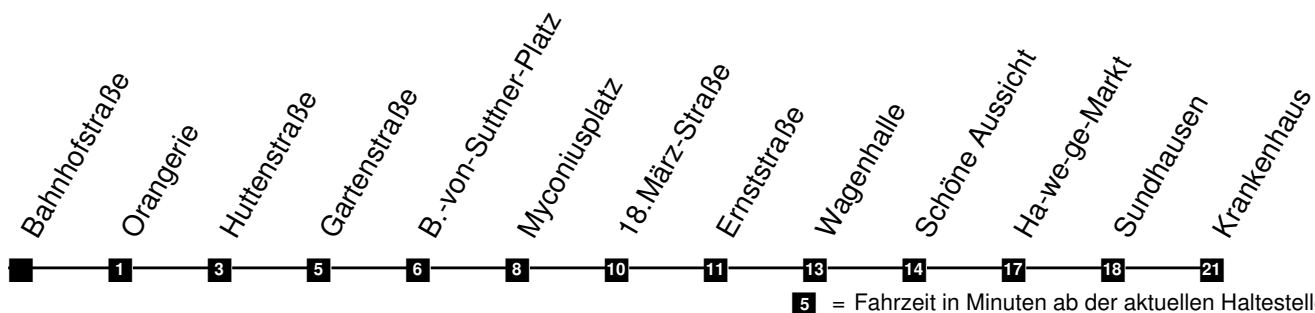 Bahnhofstraße
Orangerie
Huttenstraße
Gartenstraße
B.-von-Suttner-Platz
Myconiusplatz
18.März-Straße
Ernststraße
Wagenhalle
Schöne Aussicht
Ha-we-ge-Markt
Sundhausen
Krankenhaus
1 3 5 6 8 10 11 13 14 17 18 21
5 = Fahrzeit in Minuten ab der aktuellen Haltestell